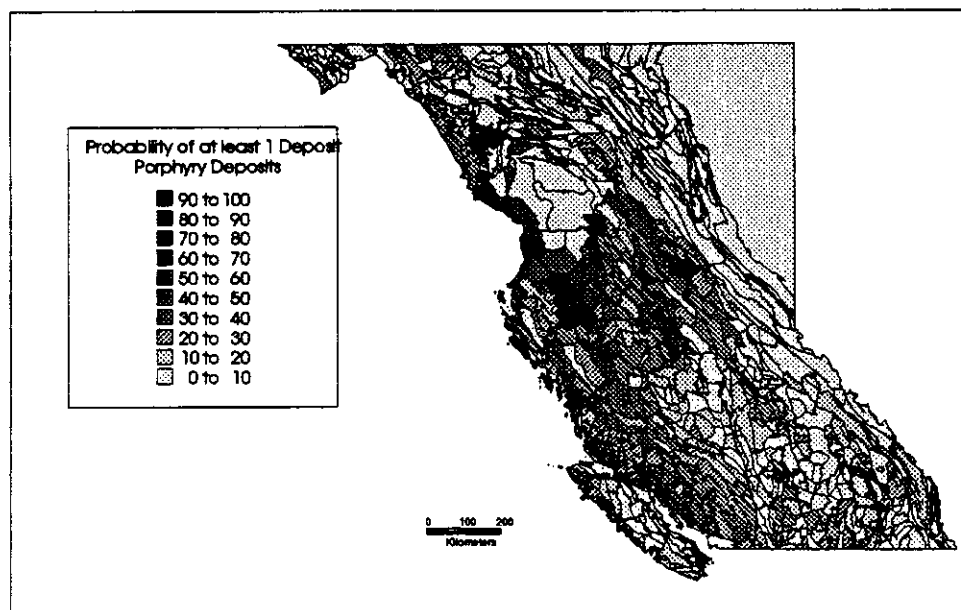 Probability of at least 1 Deposit
Porphyry Deposits
90 to 100
80 to 90
70 to 80
60 to 70
50 to 60
40 to 50
30 to 40
20 to 30
10 to 20
0 to 10
0 100 200
Kilometers